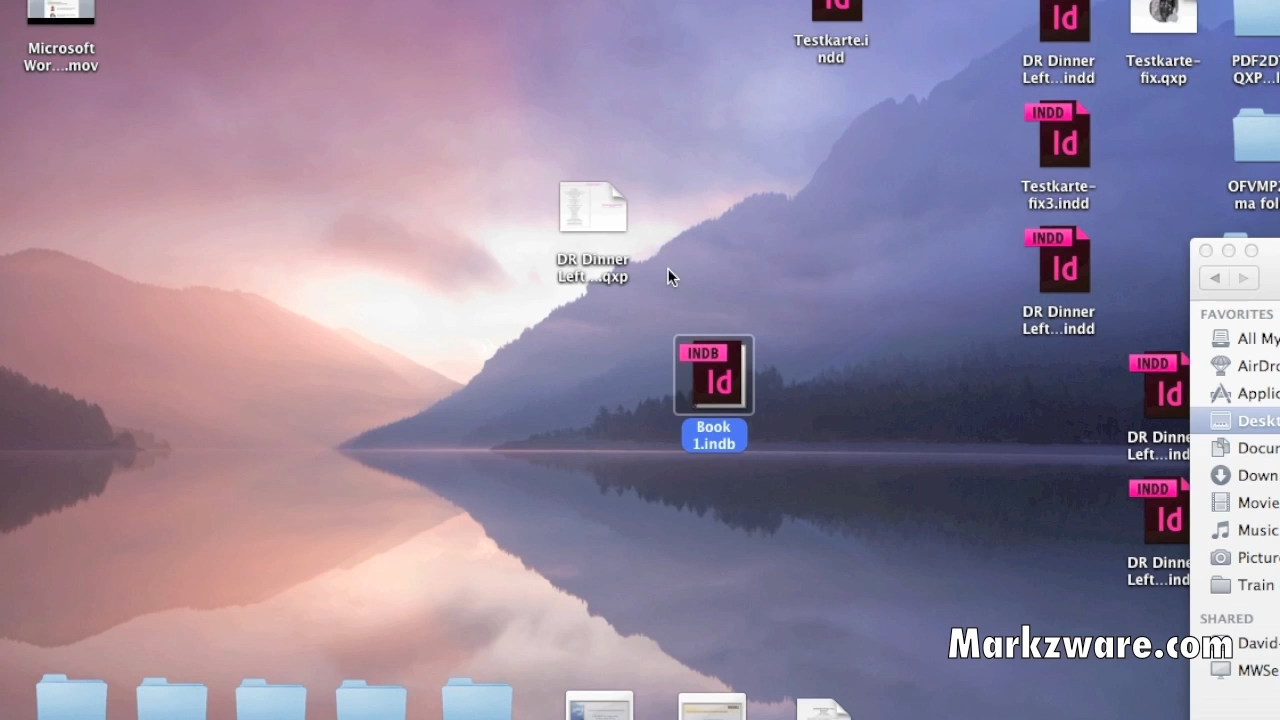 Microsoft
Wor....mov
Testkarte.i
ndd
DR Dinner
Left...indd
Testkarte-
fix.qxp
PDF2D
QXP...
INDD
Id
Testkarte-
fix3.indd
OFVMP
ma fol
INDD
Id
DR Dinner
Left...indd
DR Dinner
Left ....qxp
INDB
Id
Book
1.indb
INDD
Id
DR Dinne
Left...ind
INDD
Id
DR Dinne
Left...ind
FAVORITES
All My
AirDro
Applic
Deskt
Docu
Down
Movie
Music
Pictur
Train
SHARED
David-
MWSe
Markzware.com